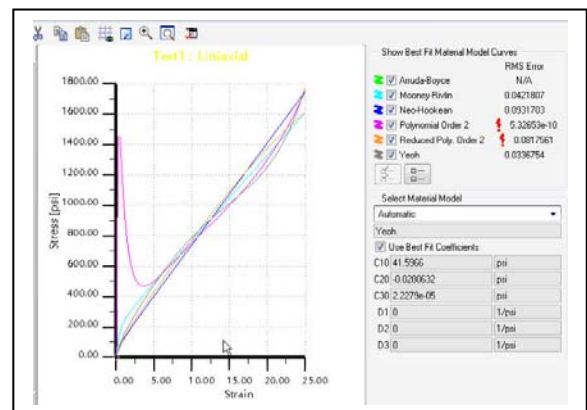 Test1 : Uniaxial
1800.00
1600.00
1400.00
1200.00
1000.00
800.00
600.00
400.00
200.00
0.00
Stress [psi]
0.00 5.00 10.00 15.00 20.00 25.00
Strain
Show Best Fit Material Model Curves
RMS Error
Arruda-Boyce N/A
Mooney-Rivlin 0.0421807
Neo-Hookean 0.0931703
Polynomial Order 2 5.32653e-10
Reduced Poly. Order 2 0.0817561
Yeoh 0.0336754
Select Material Model
Automatic
Yeoh
Use Best Fit Coefficients
C10 41.5966 psi
C20 -0.0280632 psi
C30 2.2279e-05 psi
D1 0 1/psi
D2 0 1/psi
D3 0 1/psi